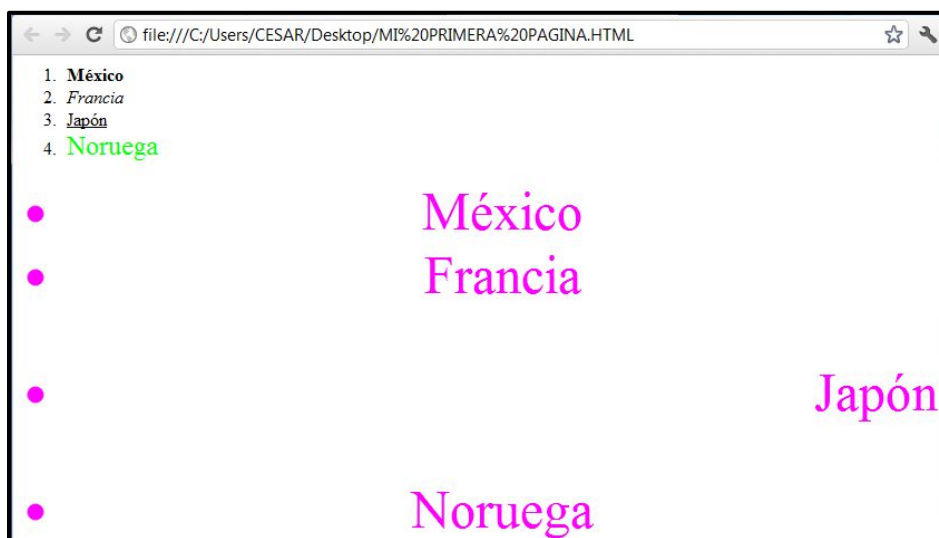 file:///C:/Users/CESAR/Desktop/MI%20PRIMERA%20PAGINA.HTML
1. México
2. Francia
3. Japón
4. Noruega
• México
• Francia
• Japón
• Noruega